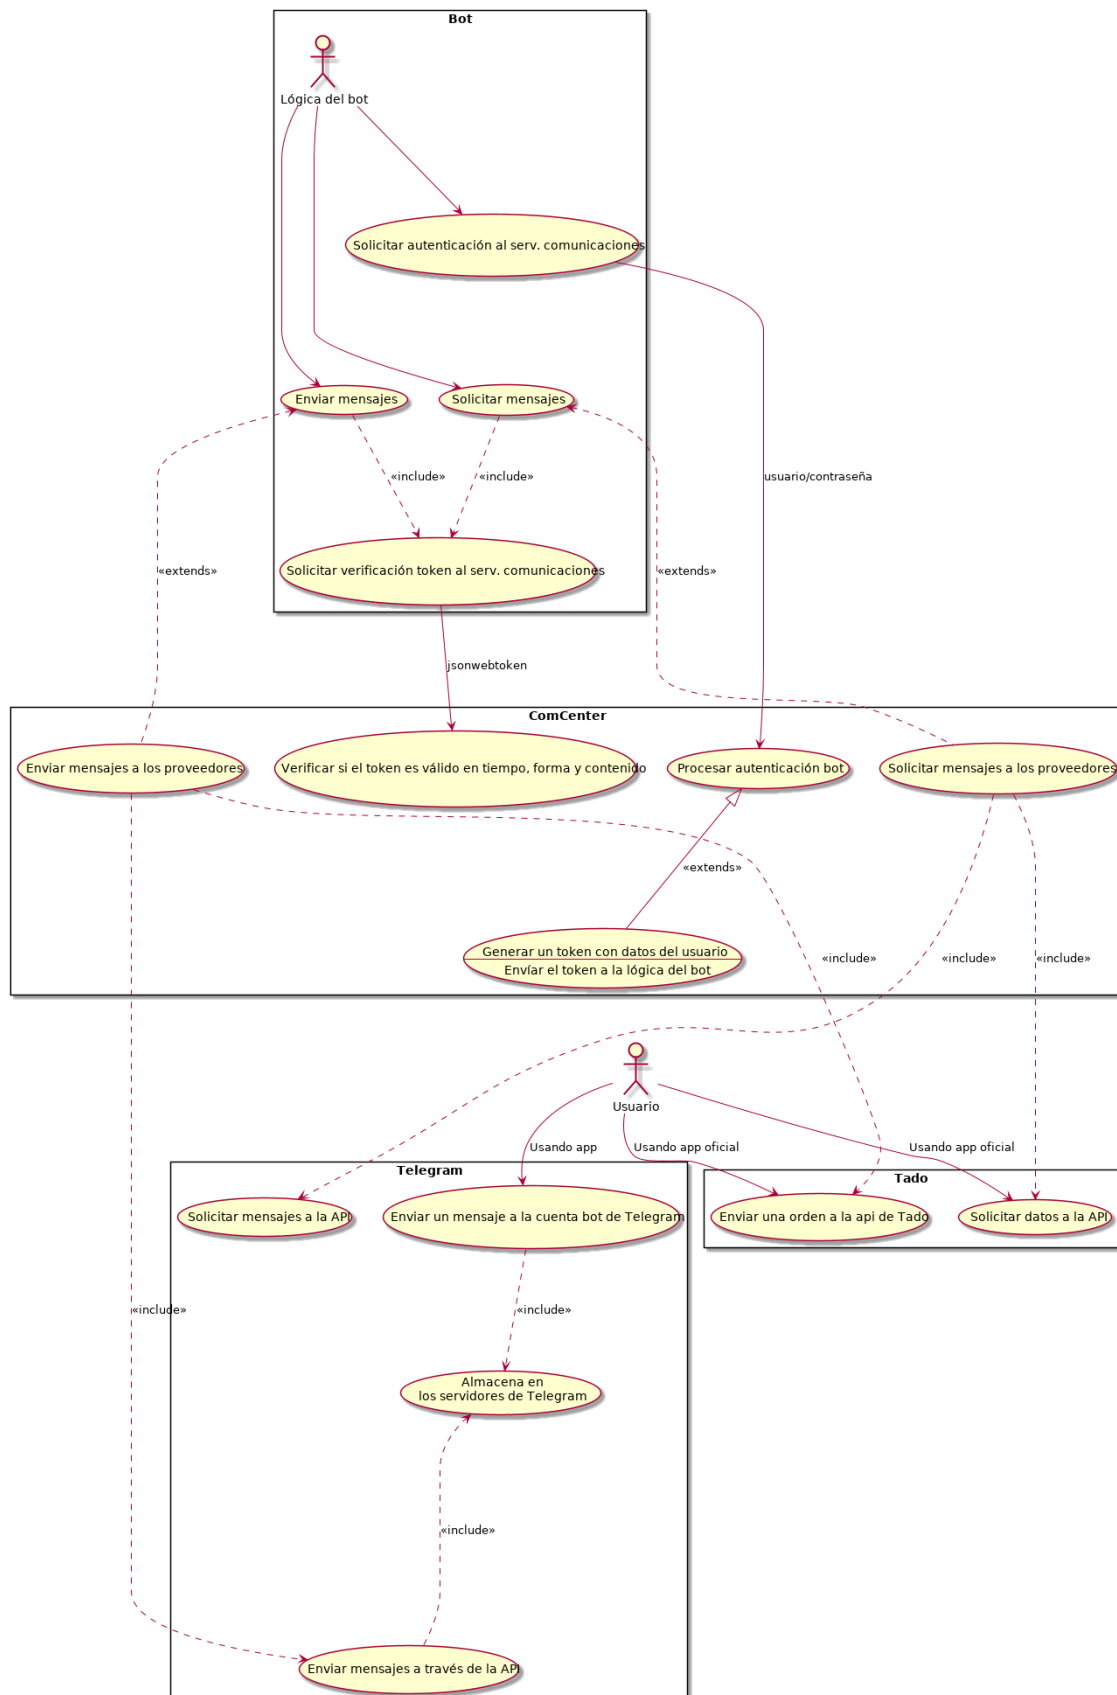 Bot
Lógica del bot
Solicitar autenticación al serv. comunicaciones
Enviar mensajes
Solicitar mensajes
«include»
«include»
usuario/contraseña
Solicitar verificación token al serv. comunicaciones
«extends»
«extends»
jsonwebtoken
ComCenter
Enviar mensajes a los proveedores
Verificar si el token es válido en tiempo, forma y contenido
Procesar autenticación bot
Solicitar mensajes a los proveedores
«extends»
Generar un token con datos del usuario
Envíar el token a la lógica del bot
«include»
«include»
«include»
Usuario
Usando app
Usando app oficial
Usando app oficial
Telegram
Tado
Solicitar mensajes a la API
Enviar un mensaje a la cuenta bot de Telegram
Enviar una orden a la api de Tado
Solicitar datos a la API
«include»
«include»
Almacena en
los servidores de Telegram
«include»
Enviar mensajes a través de la API